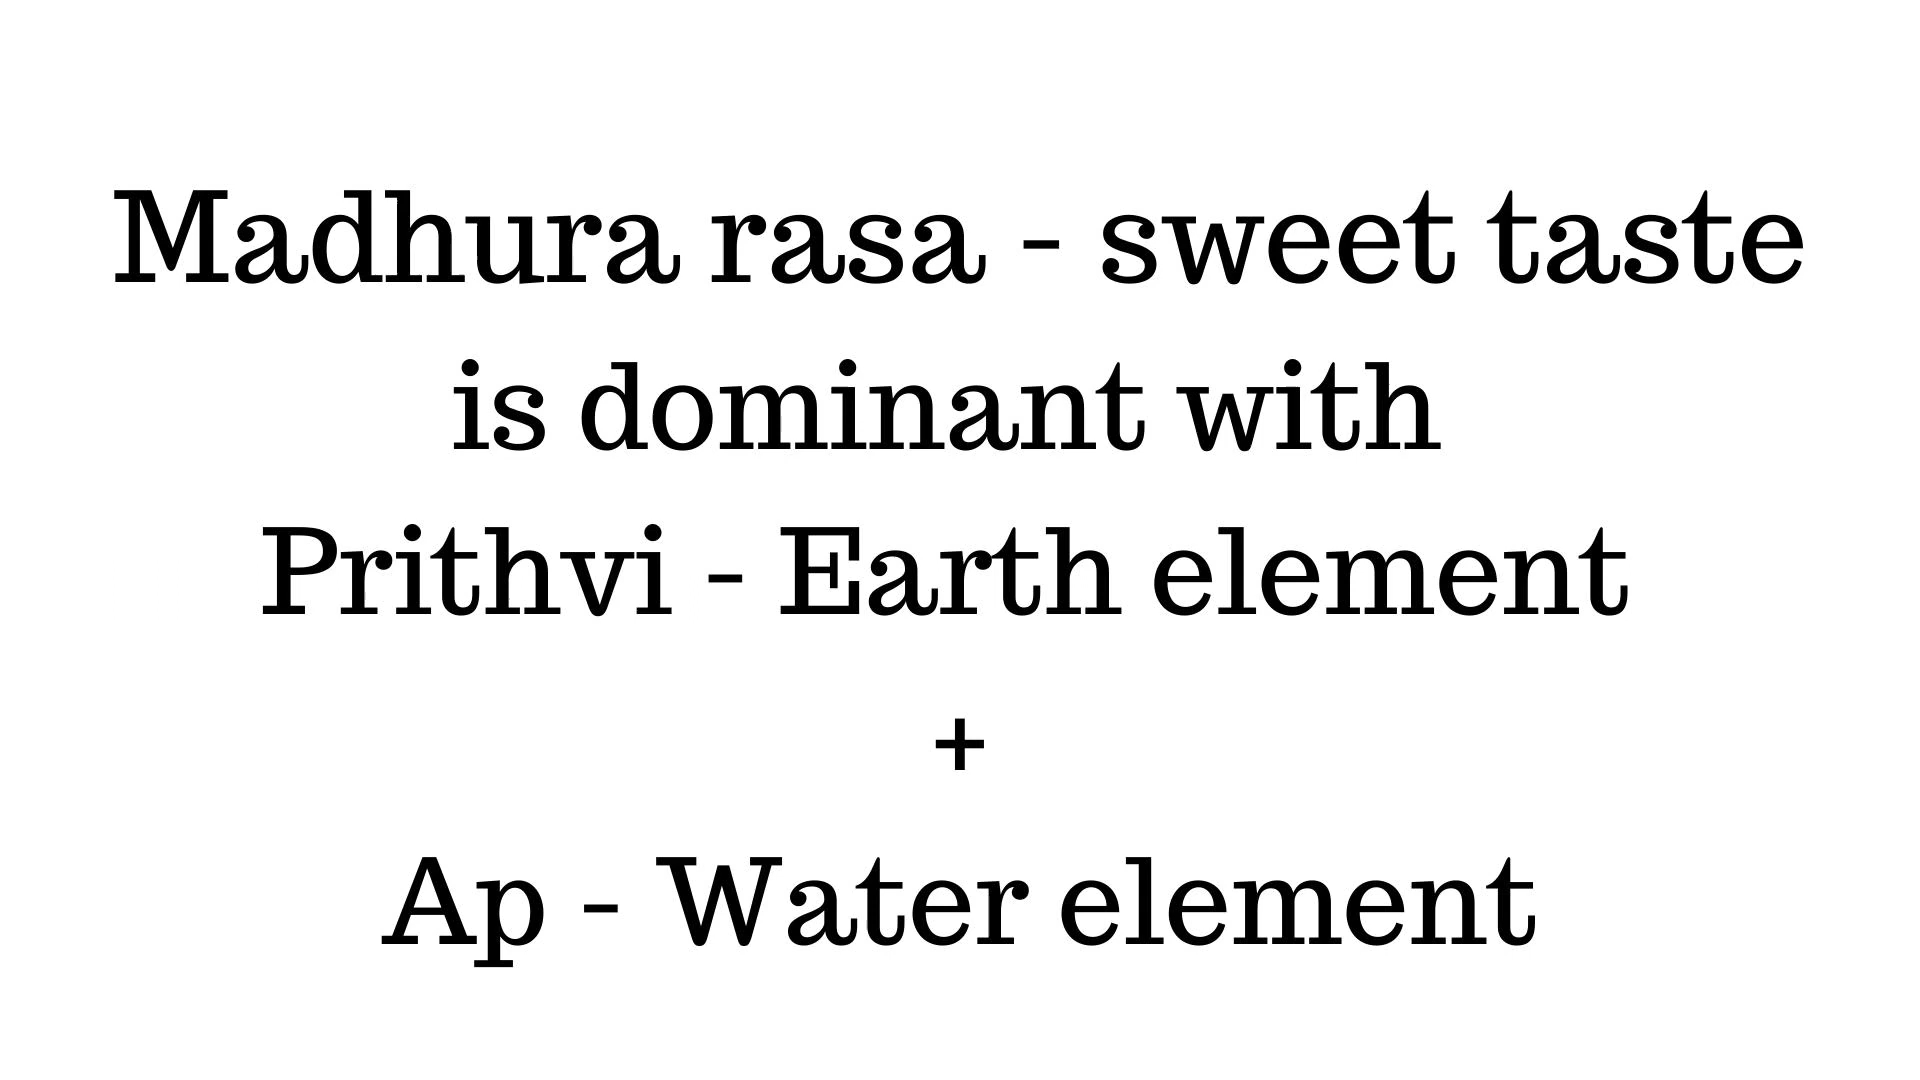 Madhura rasa - sweet taste
is dominant with
Prithvi - Earth element
+
Ap - Water element